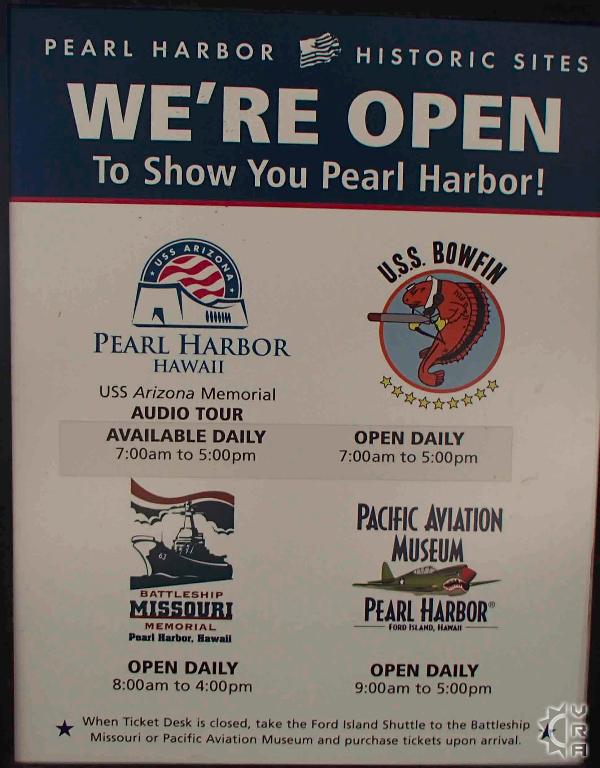 PEARL HARBOR HISTORIC SITES
WE'RE OPEN
To Show You Pearl Harbor!
USS ARIZONA
PEARL HARBOR
HAWAII
USS Arizona Memorial
AUDIO TOUR
AVAILABLE DAILY
7:00am to 5:00pm
U.S.S. BOWFIN
OPEN DAILY
7:00am to 5:00pm
63
BATTLESHIP
MISSOURI
MEMORIAL
Pearl Harbor, Hawaii
OPEN DAILY
8:00am to 4:00pm
PACIFIC AVIATION
MUSEUM
PEARL HARBOR®
FORD ISLAND, HAWAII
OPEN DAILY
9:00am to 5:00pm
When Ticket Desk is closed, take the Ford Island Shuttle to the Battleship
Missouri or Pacific Aviation Museum and purchase tickets upon arrival.
VRA